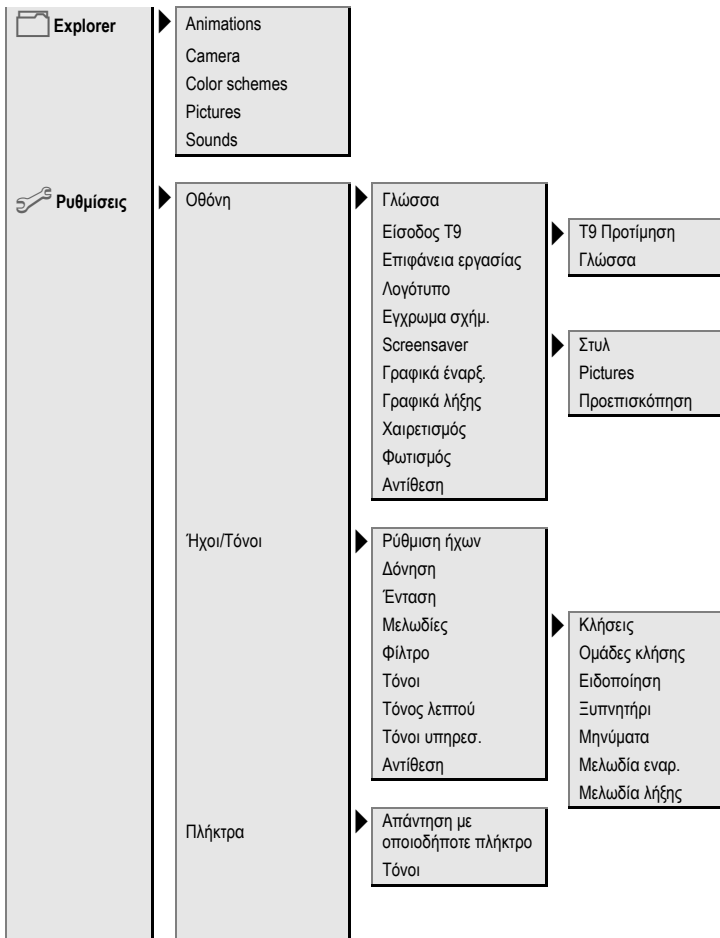 Explorer
Animations
Camera
Color schemes
Pictures
Sounds
Ρυθμίσεις
Οθόνη
Γλώσσα
Είσοδος T9
Επιφάνεια εργασίας
Λογότυπο
Εγχρωμα σχήμ.
Screensaver
Γραφικά έναρξ.
Γραφικά λήξης
Χαιρετισμός
Φωτισμός
Αντίθεση
T9 Προτίμηση
Γλώσσα
Στυλ
Pictures
Προεπισκόπηση
Ήχοι/Τόνοι
Ρύθμιση ήχων
Δόνηση
Ένταση
Μελωδίες
Φίλτρο
Τόνοι
Τόνος λεπτού
Τόνοι υπηρεσ.
Αντίθεση
Κλήσεις
Ομάδες κλήσης
Ειδοποίηση
Ξυπνητήρι
Μηνύματα
Μελωδία εναρ.
Μελωδία λήξης
Πλήκτρα
Απάντηση με
οποιοδήποτε πλήκτρο
Τόνοι